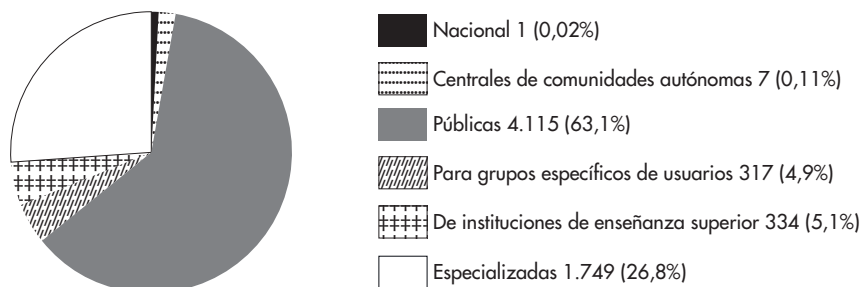 Nacional 1 (0,02%)
Centrales de comunidades autónomas 7 (0,11%)
Públicas 4.115 (63,1%)
Para grupos específicos de usuarios 317 (4,9%)
De instituciones de enseñanza superior 334 (5,1%)
Especializadas 1.749 (26,8%)